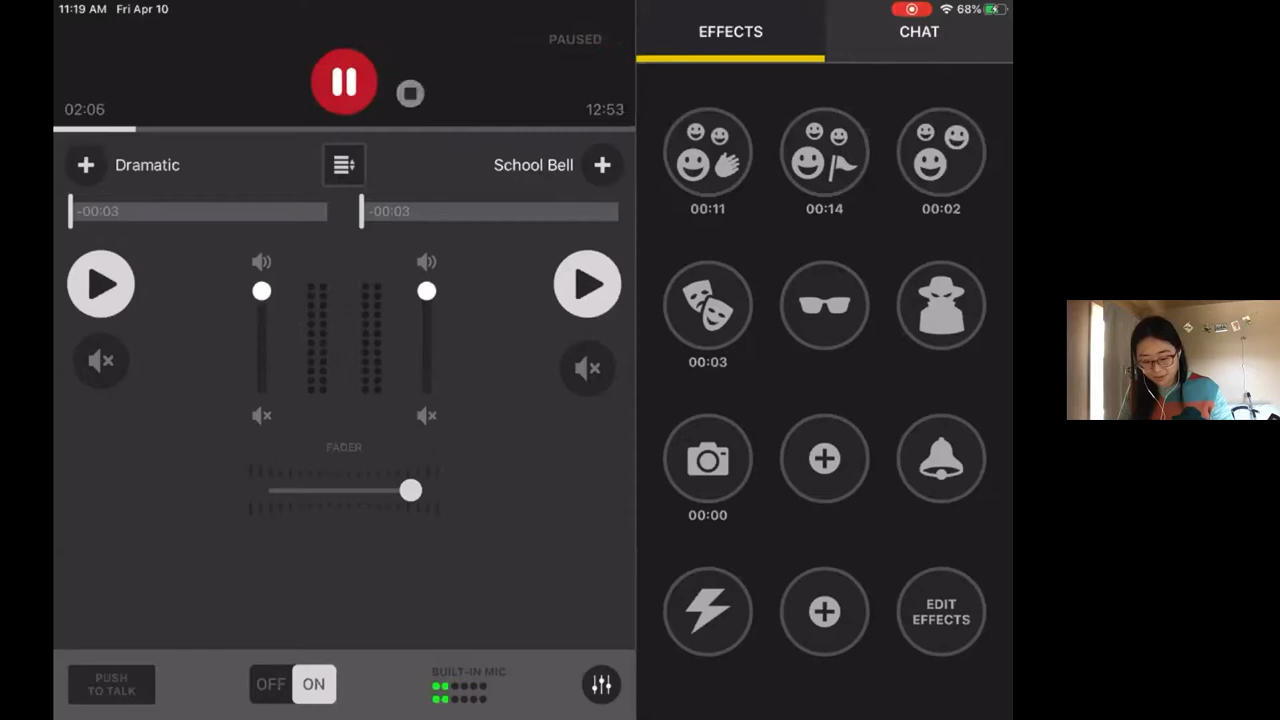 11:19 AM Fri Apr 10
68%
PAUSED
02:06
12:53
Dramatic
School Bell
-00:03
-00:03
FADER
PUSH
TO TALK
OFF ON
BUILT-IN MIC
EFFECTS
CHAT
00:11
00:14
00:02
00:03
00:00
EDIT
EFFECTS